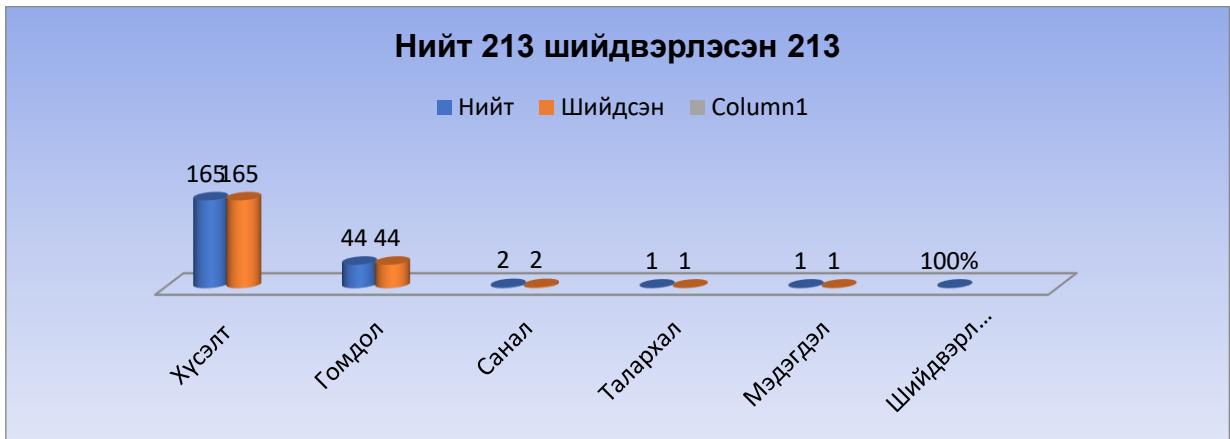 Нийт 213 шийдвэрлэсэн 213
Нийт Шийдсэн Column1
165 165
44 44
2 2
1 1
1 1
100%
Хүсэлт
Гомдол
Санал
Талархал
Мэдэгдэл
Шийдвэрл...